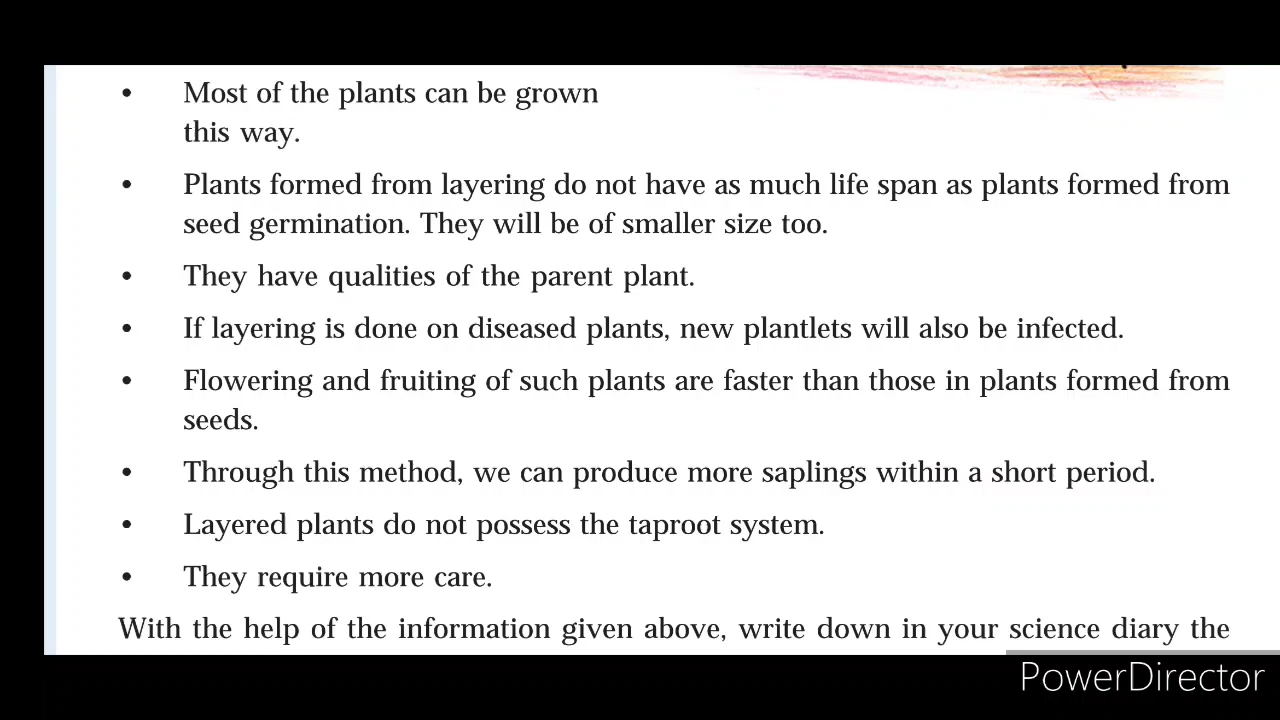 • Most of the plants can be grown
this way.
• Plants formed from layering do not have as much life span as plants formed from
seed germination. They will be of smaller size too.
• They have qualities of the parent plant.
• If layering is done on diseased plants, new plantlets will also be infected.
• Flowering and fruiting of such plants are faster than those in plants formed from
seeds.
• Through this method, we can produce more saplings within a short period.
• Layered plants do not possess the taproot system.
• They require more care.
With the help of the information given above, write down in your science diary the
PowerDirector